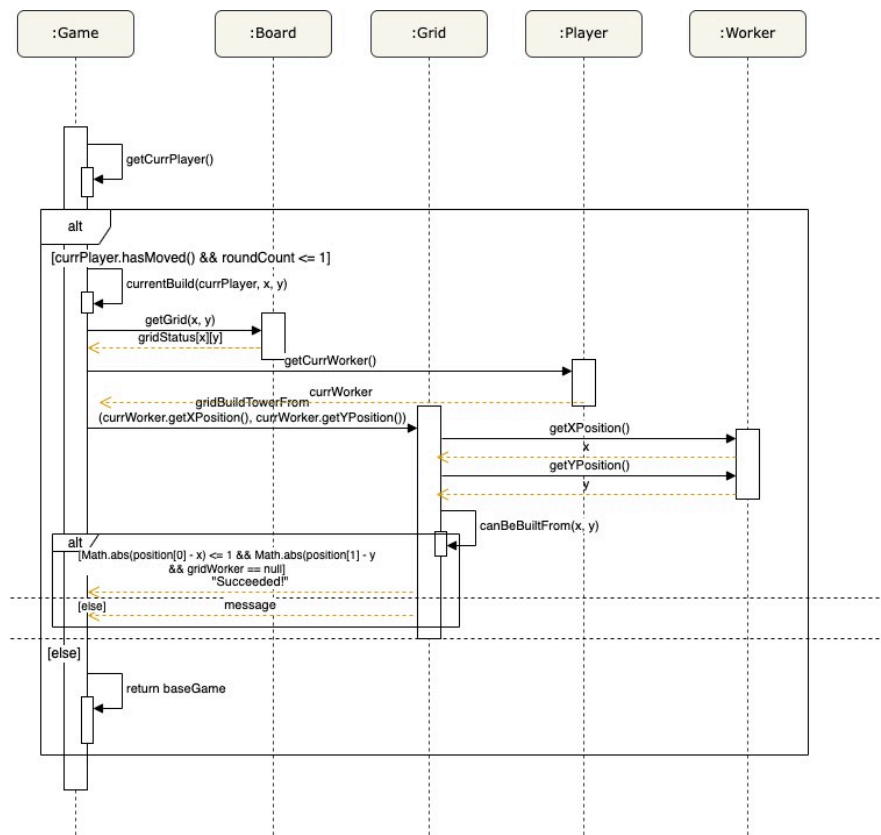 :Game
:Board
:Grid
:Player
:Worker
getCurrPlayer()
alt
[currPlayer.hasMoved() && roundCount <= 1]
currentBuild(currPlayer, x, y)
getGrid(x, y)
gridStatus[x][y]
getCurrWorker()
currWorker
gridBuildTowerFrom
(currWorker.getXPosition(), currWorker.getYPosition())
getXPosition()
x
getYPosition()
y
canBeBuiltFrom(x, y)
alt
[Math.abs(position[0] - x) <= 1 && Math.abs(position[1] - y
&& gridWorker == null]
"Succeeded!"
[else]
message
[else]
return baseGame